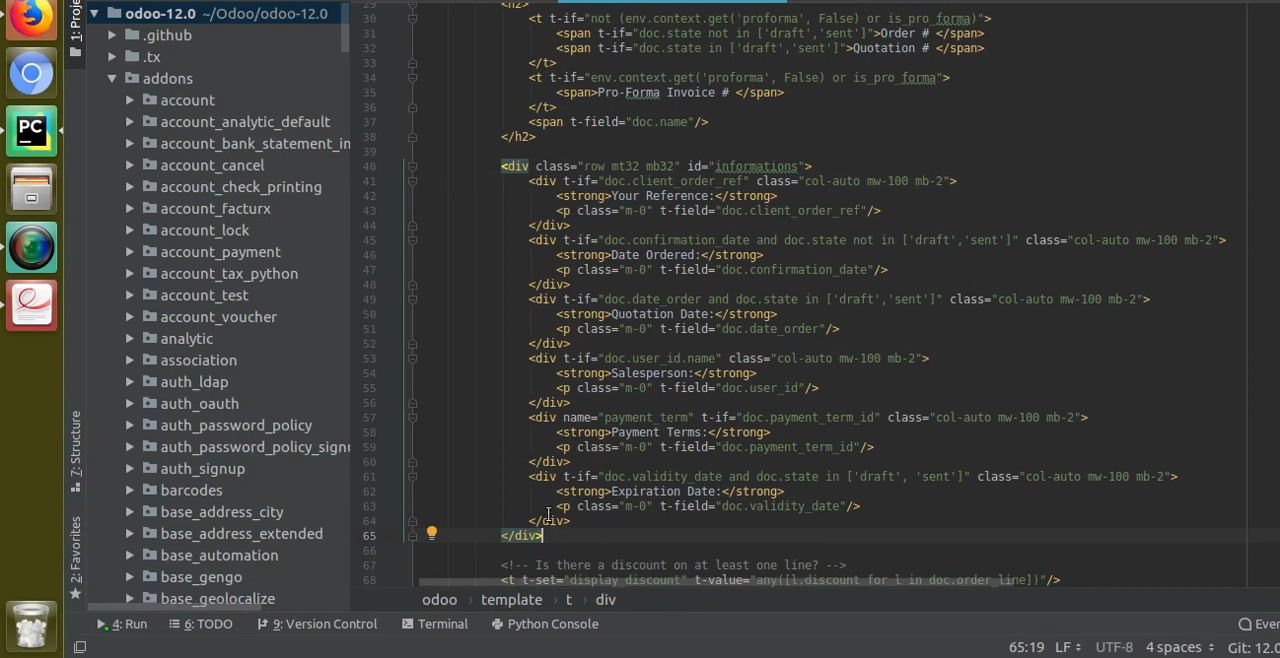 odoo-12.0 ~/Odoo/odoo-12.0
.github
.tx
addons
account
account_analytic_default
account_bank_statement_in
account_cancel
account_check_printing
account_facturx
account_lock
account_payment
account_tax_python
account_test
account_voucher
analytic
association
auth_ldap
auth_oauth
auth_password_policy
auth_password_policy_signu
auth_signup
barcodes
base_address_city
base_address_extended
base_automation
base_gengo
base_geolocalize
1: Proje
7: Structure
2: Favorites
PC
29 <h2>
30 <t t-if="not (env.context.get('proforma', False) or is_pro_forma)">
31 <span t-if="doc.state not in ['draft','sent']">Order # </span>
32 <span t-if="doc.state in ['draft','sent']">Quotation # </span>
33 </t>
34 <t t-if="env.context.get('proforma', False) or is_pro_forma">
35 <span>Pro-Forma Invoice # </span>
36 </t>
37 <span t-field="doc.name"/>
38 </h2>
39
40 <div class="row mt32 mb32" id="informations">
41 <div t-if="doc.client_order_ref" class="col-auto mw-100 mb-2">
42 <strong>Your Reference:</strong>
43 <p class="m-0" t-field="doc.client_order_ref"/>
44 </div>
45 <div t-if="doc.confirmation_date and doc.state not in ['draft','sent']" class="col-auto mw-100 mb-2">
46 <strong>Date Ordered:</strong>
47 <p class="m-0" t-field="doc.confirmation_date"/>
48 </div>
49 <div t-if="doc.date_order and doc.state in ['draft','sent']" class="col-auto mw-100 mb-2">
50 <strong>Quotation Date:</strong>
51 <p class="m-0" t-field="doc.date_order"/>
52 </div>
53 <div t-if="doc.user_id.name" class="col-auto mw-100 mb-2">
54 <strong>Salesperson:</strong>
55 <p class="m-0" t-field="doc.user_id"/>
56 </div>
57 <div name="payment_term" t-if="doc.payment_term_id" class="col-auto mw-100 mb-2">
58 <strong>Payment Terms:</strong>
59 <p class="m-0" t-field="doc.payment_term_id"/>
60 </div>
61 <div t-if="doc.validity_date and doc.state in ['draft', 'sent']" class="col-auto mw-100 mb-2">
62 <strong>Expiration Date:</strong>
63 <p class="m-0" t-field="doc.validity_date"/>
64 </div>
65 </div>
66
67 <!-- Is there a discount on at least one line? -->
68 <t t-set="display_discount" t-value="any([l.discount for l in doc.order_line])"/>
odoo template t div
4: Run 6: TODO 9: Version Control Terminal Python Console Ever
65:19 LF UTF-8 4 spaces Git: 12.0